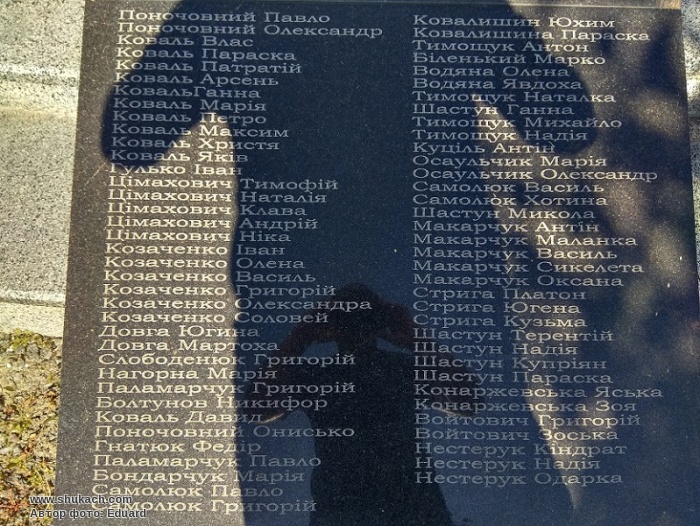 Поночовний Павло
Поночовний Олександр
Коваль Влас
Коваль Параска
Коваль Патратій
Коваль Арсень
КовальГанна
Коваль Марія
Коваль Петро
Коваль Максим
Коваль Христя
Коваль Яків
Гулько Іван
Цімахович Тимофій
Цімахович Наталія
Цімахович Клава
Цімахович Андрій
Цімахович Ніка
Козаченко Іван
Козаченко Олена
Козаченко Василь
Козаченко Григорій
Козаченко Олександра
Козаченко Соловей
Довга Югина
Довга Мартоха
Слободенюк Григорій
Нагорна Марія
Паламарчук Григорій
Болтунов Никифор
Коваль Давид
Поночовний Онисько
Гнатюк Федір
Паламарчук Павло
Бондарчук Марія
Самолюк Павло
Самолюк Григорій
Ковалишин Юхим
Ковалишина Параска
Тимощук Антон
Біленький Марко
Водяна Олена
Водяна Явдоха
Тимощук Наталка
Шастун Ганна
Тимощук Михайло
Тимощук Надія
Куціль Антін
Осаульчик Марія
Осаульчик Олександр
Самолюк Василь
Самолюк Хотина
Шастун Микола
Макарчук Антін
Макарчук Маланка
Макарчук Василь
Макарчук Сикелета
Макарчук Оксана
Стрига Платон
Стрига Югена
Стрига Кузьма
Шастун Терентій
Шастун Надія
Шастун Купріян
Шастун Параска
Конаржевська Яська
Конаржевська Зоя
Войтович Григорій
Войтович Зоська
Нестерук Кіндрат
Нестерук Надія
Нестерук Одарка
www.shukach.com
Автор фото: Eduard